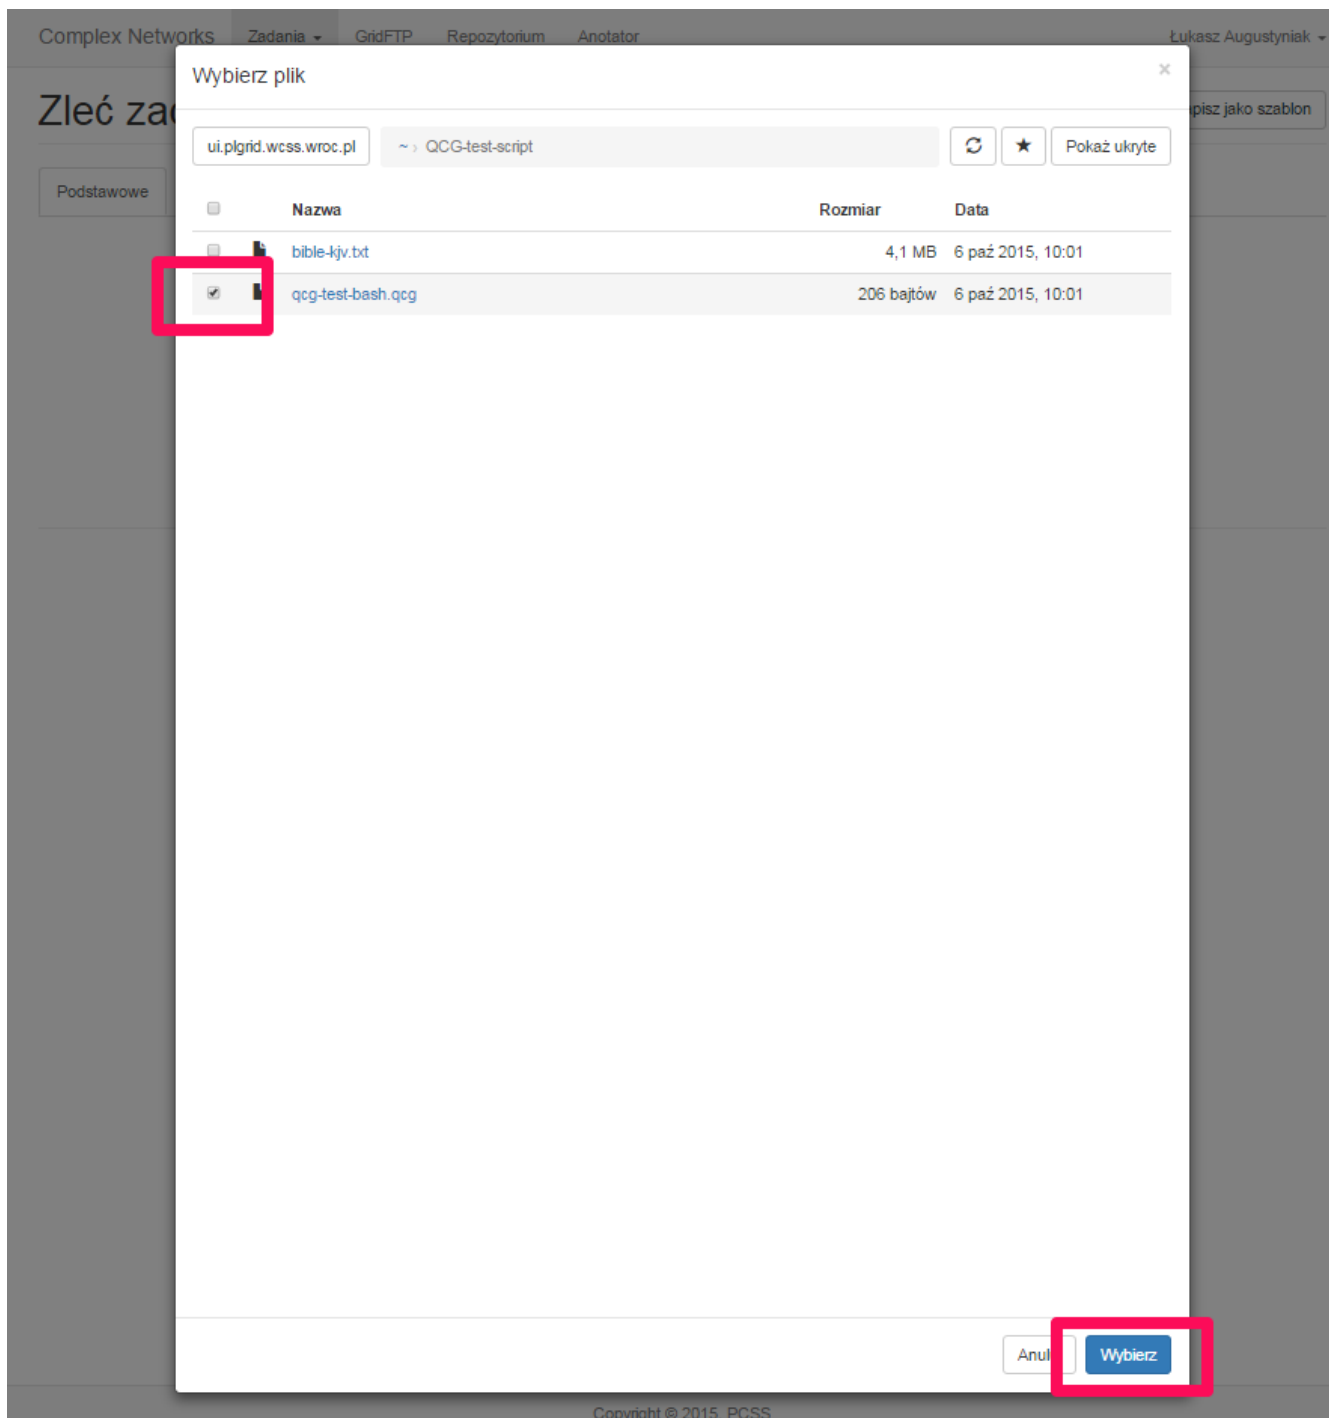 Complex Networks Zadania GridFTP Repozytorium Anotator Łukasz Augustyniak
Wybierz plik ×
Zleć
pisz jako szablon
ui.plgrid.wcss.wroc.pl ~ › QCG-test-script Pokaż ukryte
Podstawowe
Nazwa Rozmiar Data
bible-kjv.txt 4,1 MB 6 paź 2015, 10:01
qcg-test-bash.qcg 206 bajtów 6 paź 2015, 10:01
Anul Wybierz
Copyright © 2015, PCSS